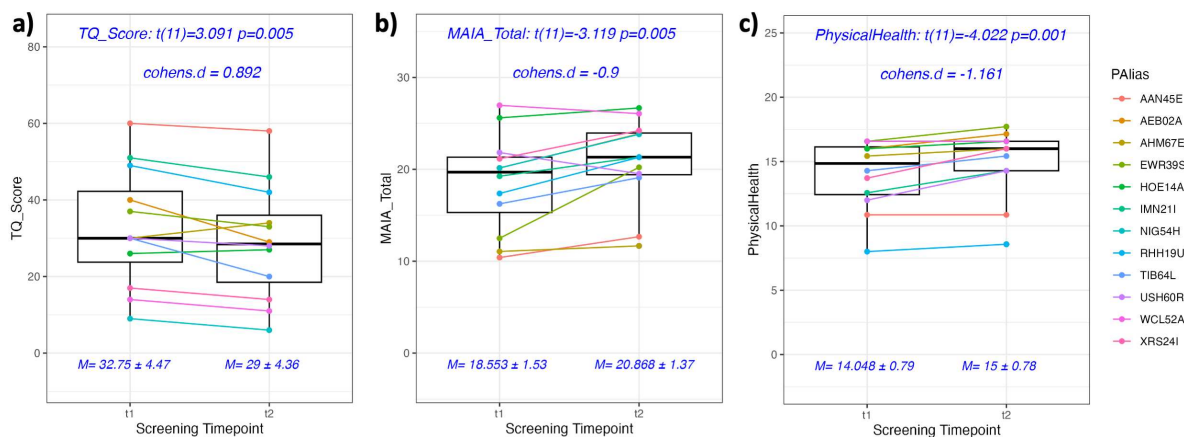 a)
TQ_Score: t(11)=3.091 p=0.005
cohens.d = 0.892
80
60
40
20
0
TQ_Score
M= 32.75 ± 4.47
M= 29 ± 4.36
t1
t2
Screening Timepoint
b)
MAIA_Total: t(11)=-3.119 p=0.005
cohens.d = -0.9
30
20
10
0
MAIA_Total
M= 18.553 ± 1.53
M= 20.868 ± 1.37
t1
t2
Screening Timepoint
c)
PhysicalHealth: t(11)=-4.022 p=0.001
cohens.d = -1.161
25
20
15
10
5
0
PhysicalHealth
M= 14.048 ± 0.79
M= 15 ± 0.78
t1
t2
Screening Timepoint
PAlias
AAN45E
AEB02A
AHM67E
EWR39S
HOE14A
IMN21I
NIG54H
RHH19U
TIB64L
USH60R
WCL52A
XRS24I